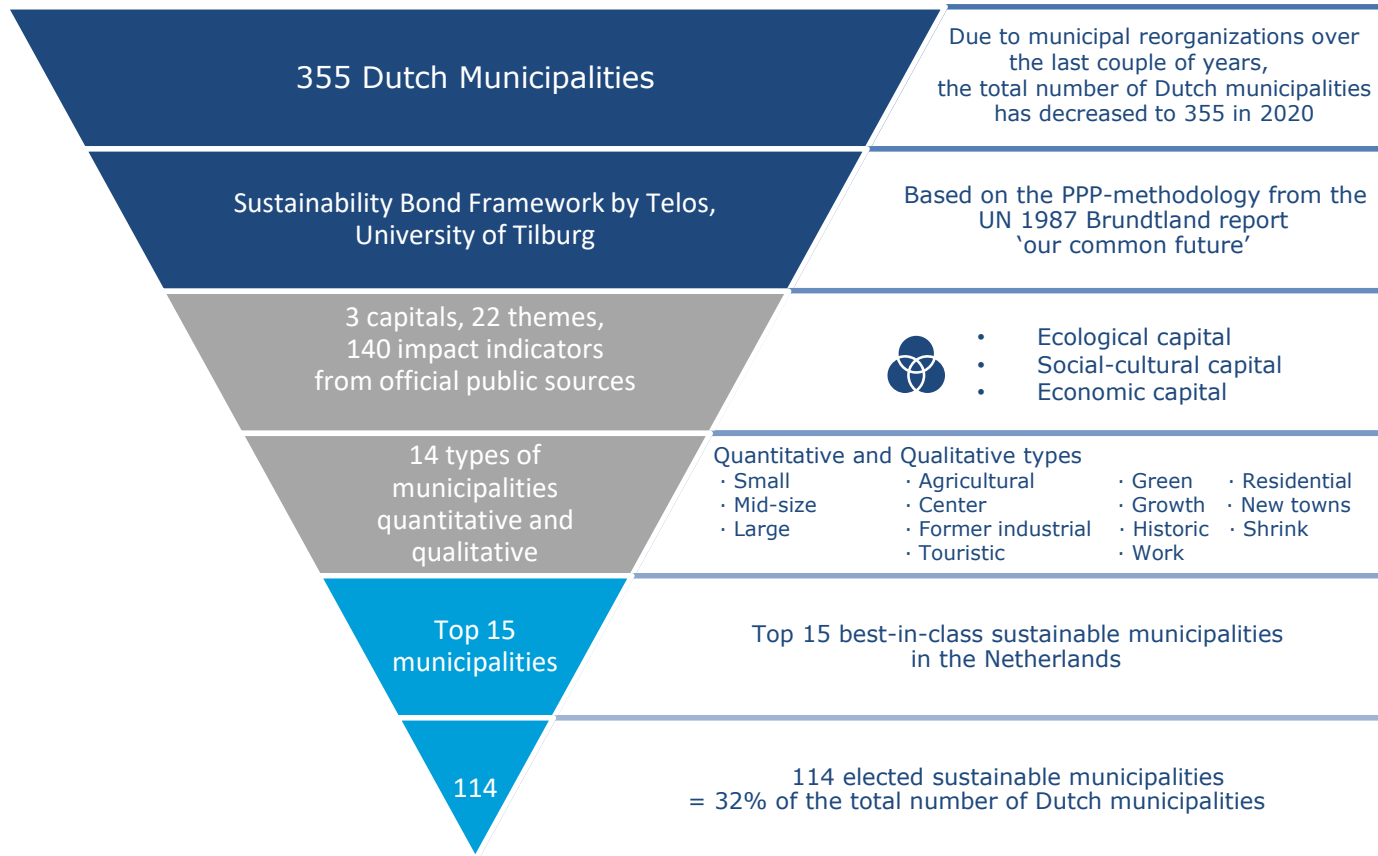 355 Dutch Municipalities
Due to municipal reorganizations over
the last couple of years,
the total number of Dutch municipalities
has decreased to 355 in 2020
Sustainability Bond Framework by Telos,
University of Tilburg
Based on the PPP-methodology from the
UN 1987 Brundtland report
‘our common future’
3 capitals, 22 themes,
140 impact indicators
from official public sources
• Ecological capital
• Social-cultural capital
• Economic capital
14 types of
municipalities
quantitative and
qualitative
Quantitative and Qualitative types
· Small · Agricultural · Green · Residential
· Mid-size · Center · Growth · New towns
· Large · Former industrial · Historic · Shrink
· Touristic · Work
Top 15
municipalities
Top 15 best-in-class sustainable municipalities
in the Netherlands
114
114 elected sustainable municipalities
= 32% of the total number of Dutch municipalities